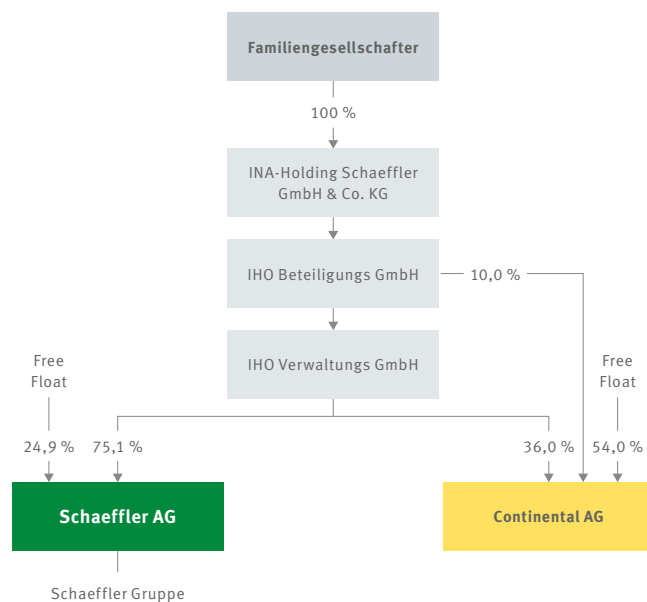 Familiengesellschafter
100 %
INA-Holding Schaeffler
GmbH & Co. KG
IHO Beteiligungs GmbH
10,0 %
IHO Verwaltungs GmbH
Free
Float
Free
Float
24,9 %
75,1 %
36,0 %
54,0 %
Schaeffler AG
Continental AG
Schaeffler Gruppe